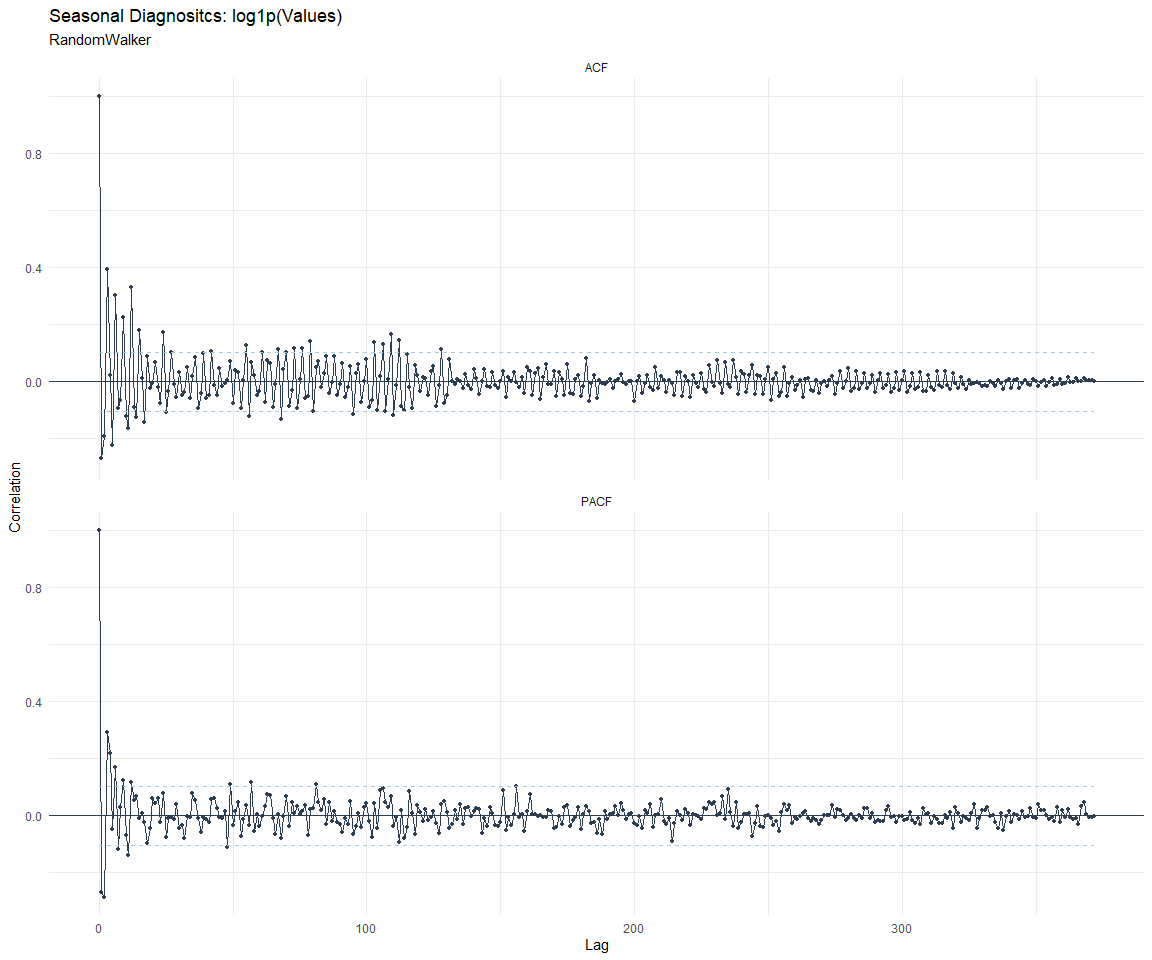 Seasonal Diagnositcs: log1p(Values)
RandomWalker
ACF
0.8
0.4
0.0
Correlation
PACF
0.8
0.4
0.0
0 100 200 300
Lag